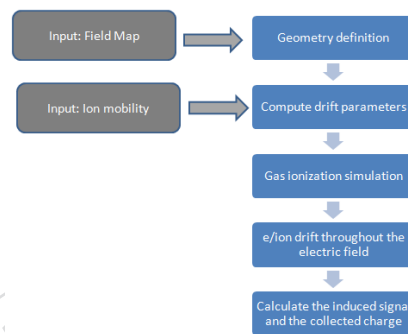 Input: Field Map
Geometry definition
Input: Ion mobility
Compute drift parameters
Gas ionization simulation
e/ion drift throughout the
electric field
Calculate the induced signal
and the collected charge